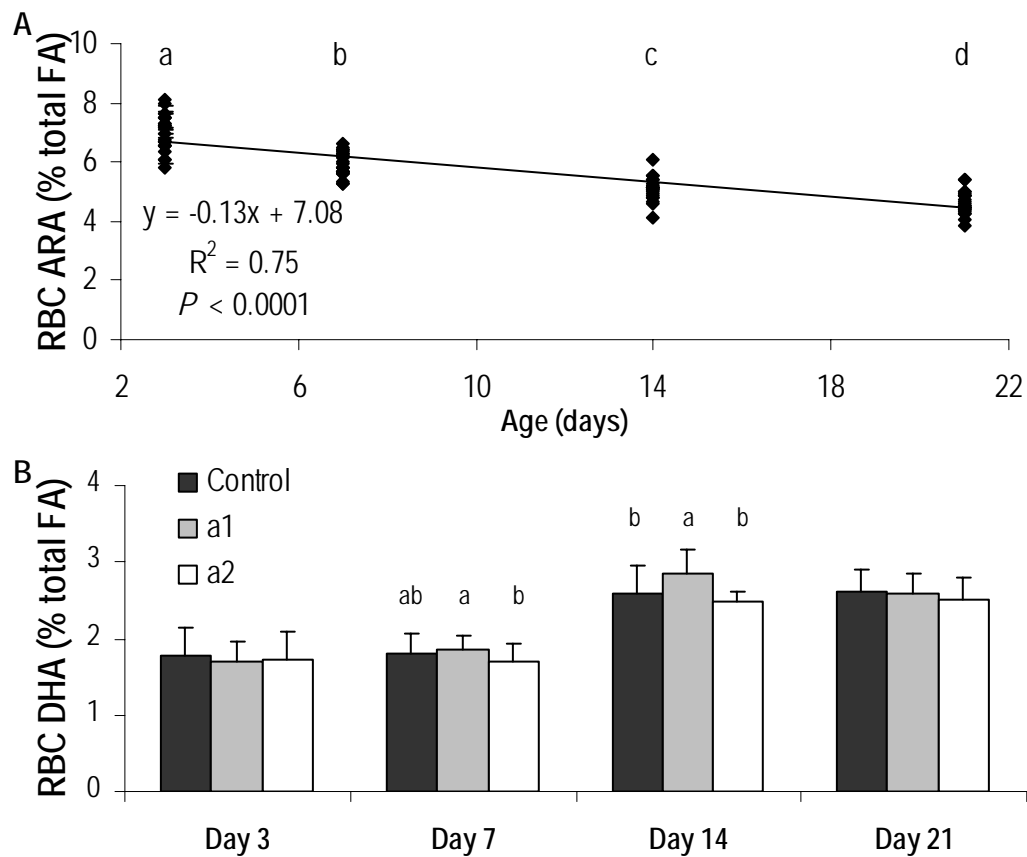 A
RBC ARA (% total FA)
10
8
6
4
2
0
a b c d
y = -0.13x + 7.08
R² = 0.75
P < 0.0001
2 6 10 14 18 22
Age (days)
B
RBC DHA (% total FA)
4
3
2
1
0
Control
a1
a2
ab a b
b a b
Day 3 Day 7 Day 14 Day 21